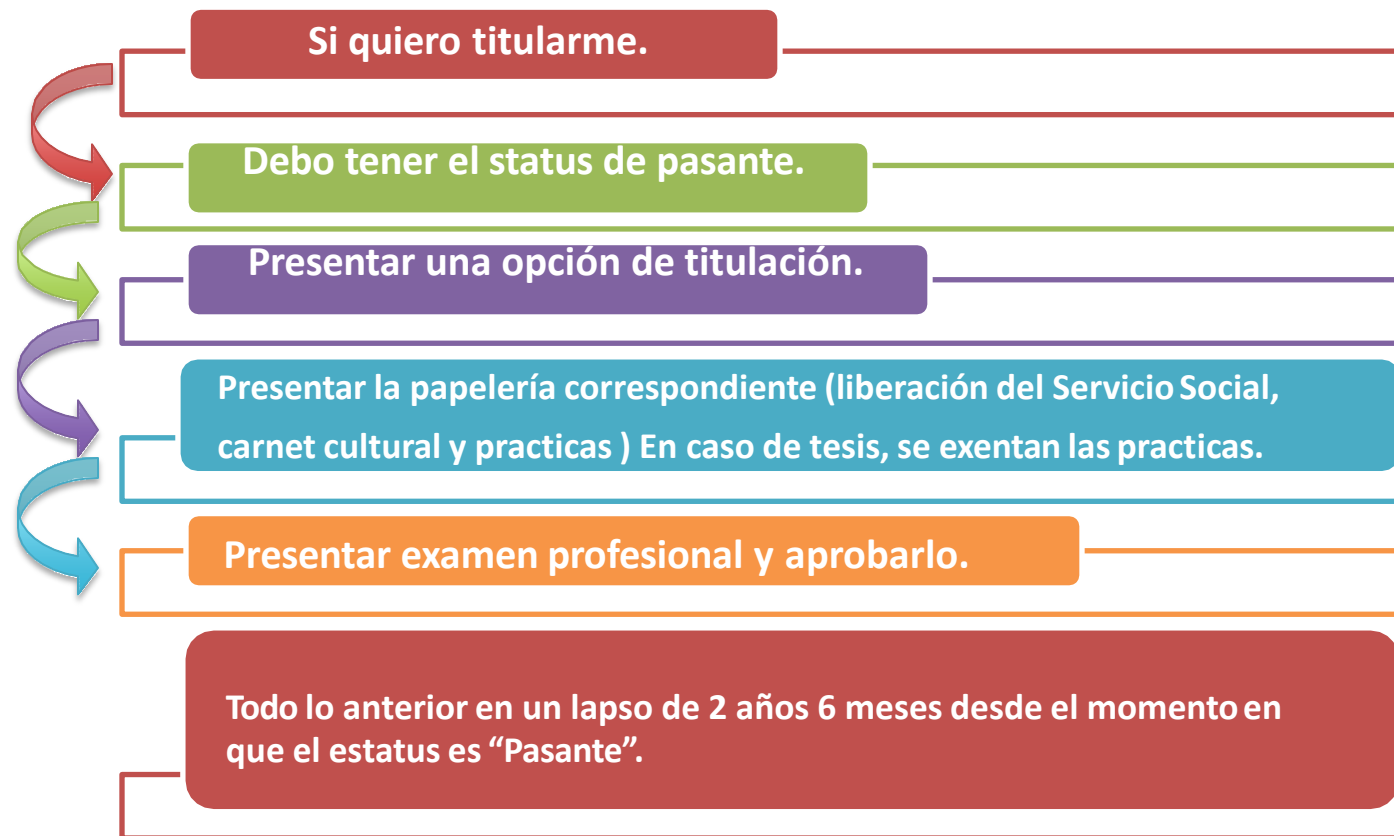 Si quiero titularme.
Debo tener el status de pasante.
Presentar una opción de titulación.
Presentar la papelería correspondiente (liberación del Servicio Social,
carnet cultural y practicas ) En caso de tesis, se exentan las practicas.
Presentar examen profesional y aprobarlo.
Todo lo anterior en un lapso de 2 años 6 meses desde el momento en
que el estatus es “Pasante”.